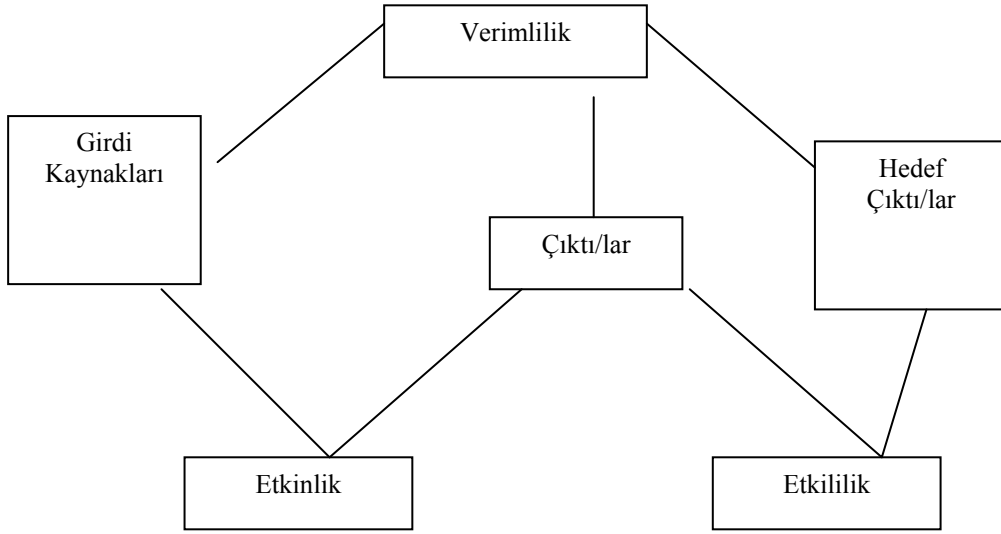 Verimlilik
Girdi
Kaynakları
Hedef
Çıktı/lar
Çıktı/lar
Etkinlik
Etkililik